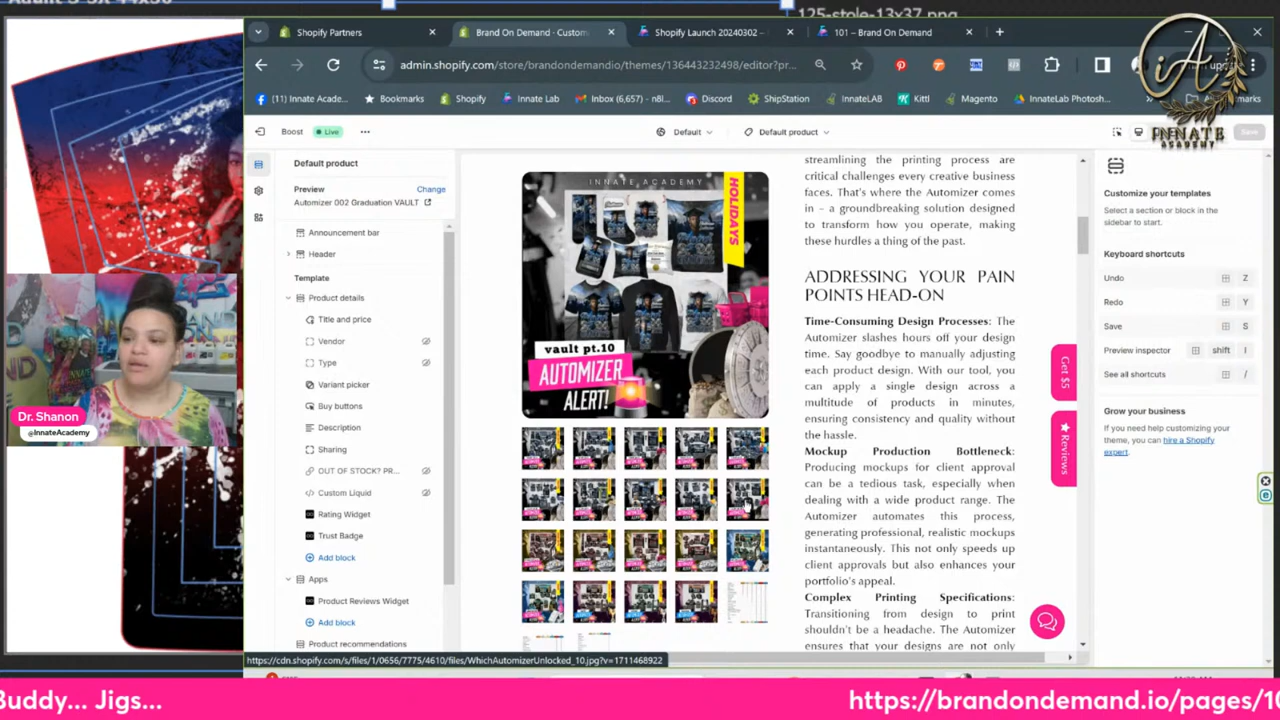 125-stole-13x37.png
Shopify Partners
Brand On Demand · Custom
Shopify Launch 20240302 –
101 – Brand On Demand
admin.shopify.com/store/brandondemandio/themes/136443232498/editor?pr...
(11) Innate Acade...
Bookmarks
Shopify
Innate Lab
Inbox (6,657) - n8l...
Discord
ShipStation
InnateLAB
Kittl
Magento
InnateLab Photosh...
iA
INNATE
ACADEMY
Boost
Live
Default
Default product
Save
Default product
Preview
Change
Automizer 002 Graduation VAULT
Announcement bar
Header
Template
Product details
Title and price
Vendor
Type
Variant picker
Buy buttons
Description
Sharing
OUT OF STOCK? PR...
Custom Liquid
Rating Widget
Trust Badge
Add block
Apps
Product Reviews Widget
Add block
Product recommendations
INNATE ACADEMY
HOLIDAYS
vault pt.10
AUTOMIZER
ALERT!
streamlining the printing process are
critical challenges every creative business
faces. That's where the Automizer comes
in – a groundbreaking solution designed
to transform how you operate, making
these hurdles a thing of the past.
ADDRESSING YOUR PAIN
POINTS HEAD-ON
Time-Consuming Design Processes: The
Automizer slashes hours off your design
time. Say goodbye to manually adjusting
each product design. With our tool, you
can apply a single design across a
multitude of products in minutes,
ensuring consistency and quality without
the hassle.
Mockup Production Bottleneck:
Producing mockups for client approval
can be a tedious task, especially when
dealing with a wide product range. The
Automizer automates this process,
generating professional, realistic mockups
instantaneously. This not only speeds up
client approvals but also enhances your
portfolio's appeal.
Complex Printing Specifications:
Transitioning from design to print
shouldn't be a headache. The Automizer
ensures that your designs are not only
Get $5
★ Reviews
Customize your templates
Select a section or block in the
sidebar to start.
Keyboard shortcuts
Undo Z
Redo Y
Save S
Preview inspector shift I
See all shortcuts /
Grow your business
If you need help customizing your
theme, you can hire a Shopify
expert.
Dr. Shanon
@InnateAcademy
https://cdn.shopify.com/s/files/1/0656/7775/4610/files/WhichAutomizerUnlocked_10.jpg?v=1711468922
Buddy... Jigs...
https://brandondemand.io/pages/10